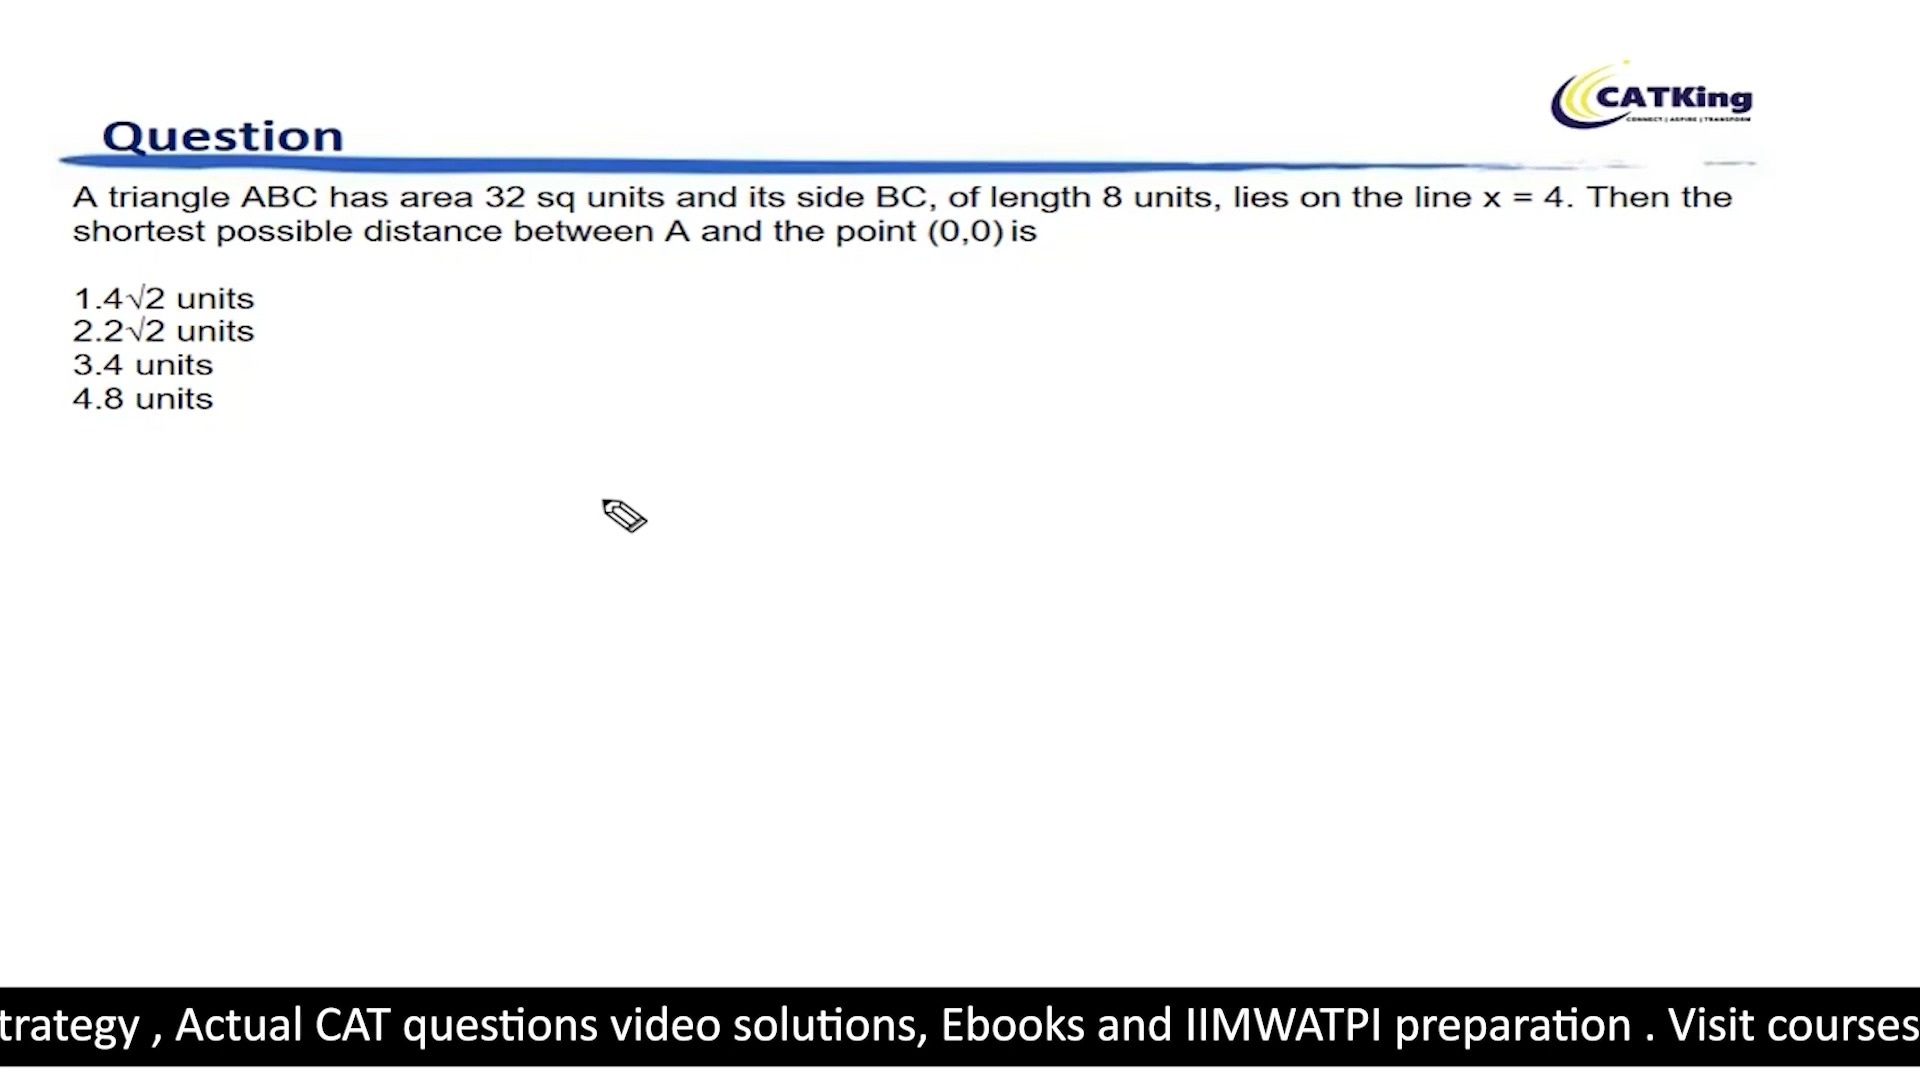 CATKing
CONNECT | ASPIRE | TRANSFORM
Question
A triangle ABC has area 32 sq units and its side BC, of length 8 units, lies on the line x = 4. Then the
shortest possible distance between A and the point (0,0) is
1.4√2 units
2.2√2 units
3.4 units
4.8 units
trategy , Actual CAT questions video solutions, Ebooks and IIMWATPI preparation . Visit courses